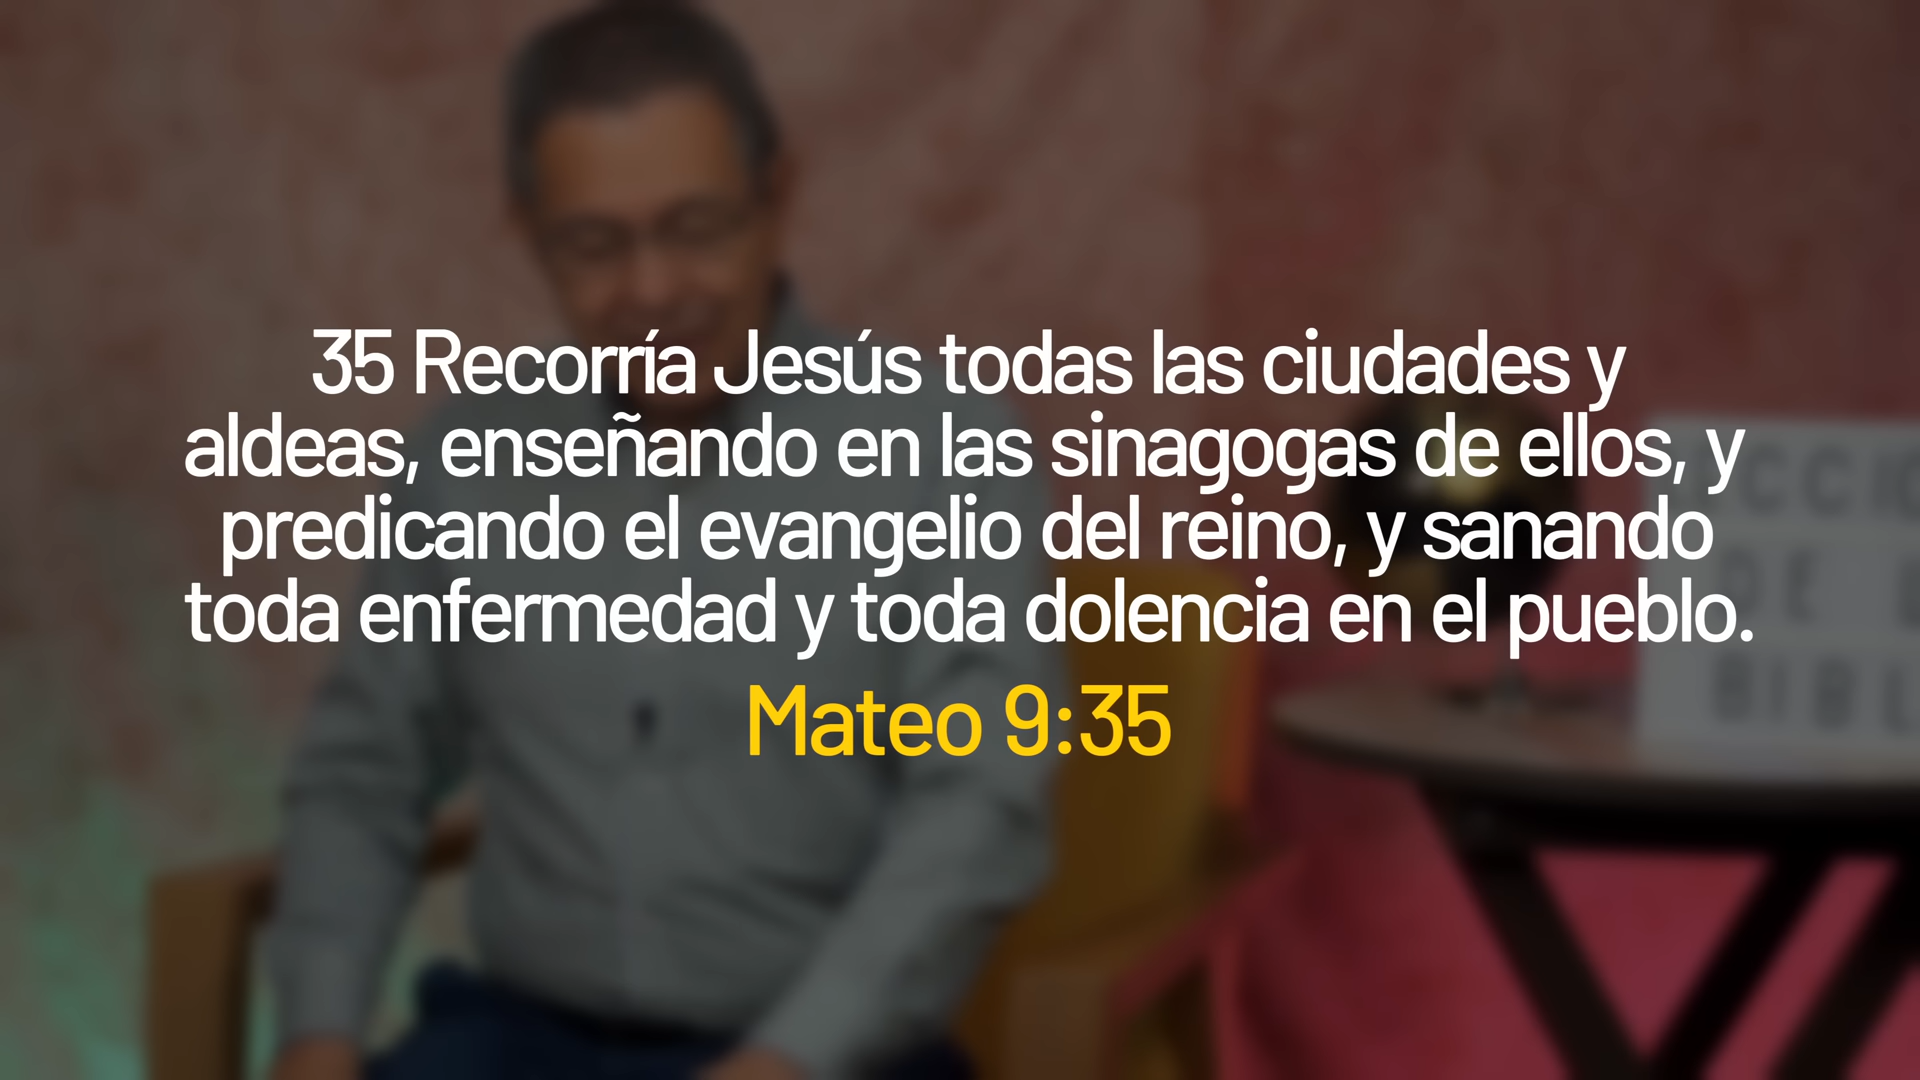 35 Recorría Jesús todas las ciudades y
aldeas, enseñando en las sinagogas de ellos, y
predicando el evangelio del reino, y sanando
toda enfermedad y toda dolencia en el pueblo.
Mateo 9:35